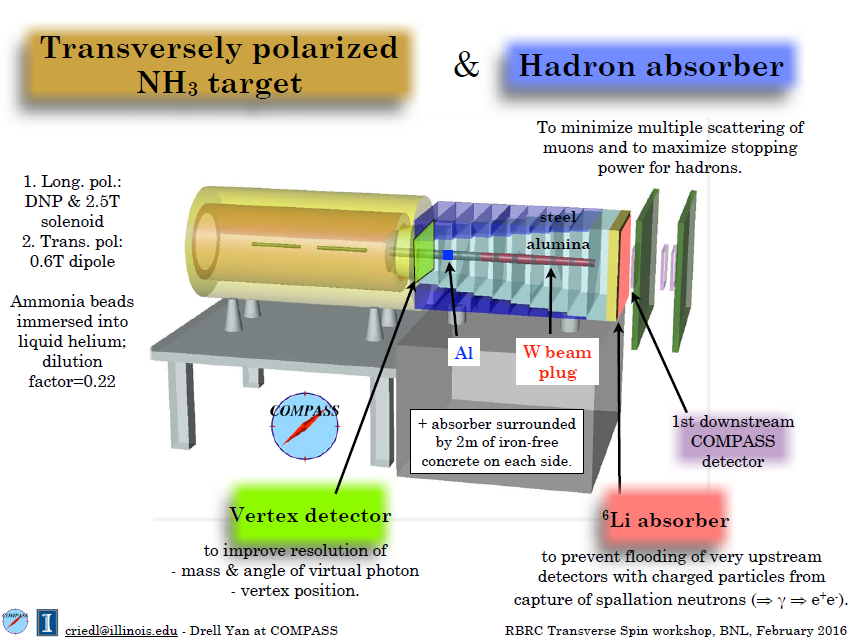 Transversely polarized
NH₃ target
&
Hadron absorber
To minimize multiple scattering of
muons and to maximize stopping
power for hadrons.
1. Long. pol.:
DNP & 2.5T
solenoid
2. Trans. pol:
0.6T dipole
Ammonia beads
immersed into
liquid helium;
dilution
factor=0.22
steel
alumina
Al
W beam
plug
COMPASS
+ absorber surrounded
by 2m of iron-free
concrete on each side.
1st downstream
COMPASS
detector
Vertex detector
to improve resolution of
- mass & angle of virtual photon
- vertex position.
⁶Li absorber
to prevent flooding of very upstream
detectors with charged particles from
capture of spallation neutrons (⇒ γ ⇒ e⁺e⁻).
COMPASS
I
criedl@illinois.edu - Drell Yan at COMPASS
RBRC Transverse Spin workshop, BNL, February 2016